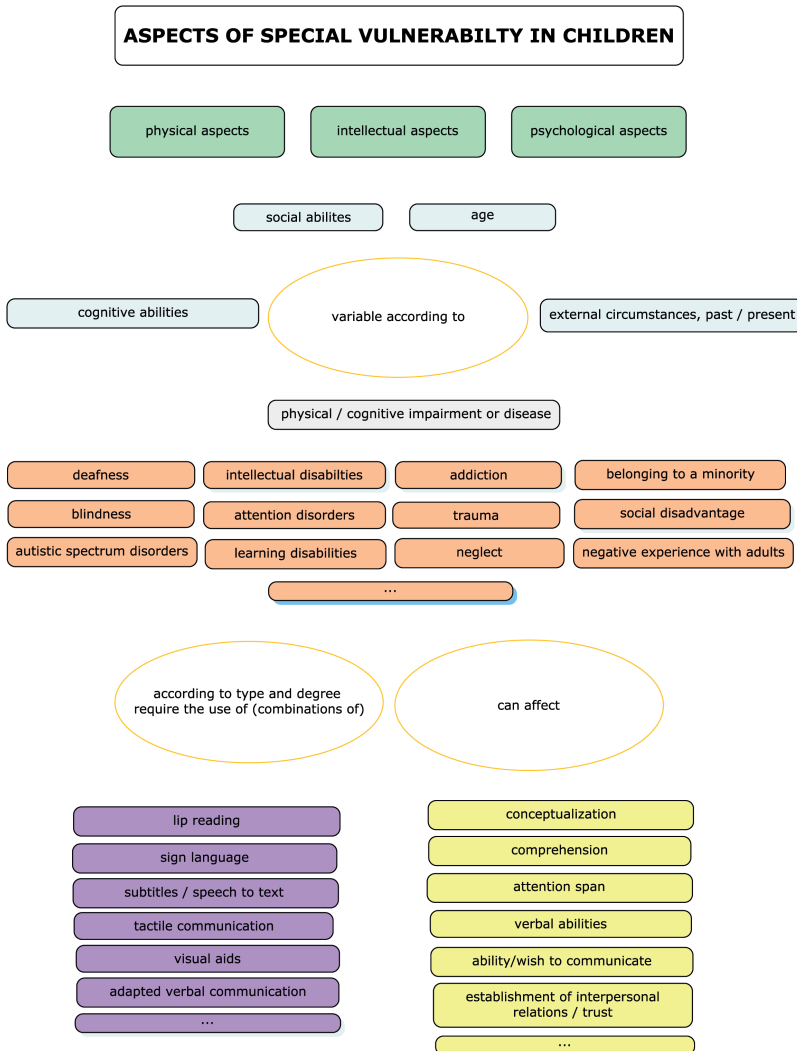 ASPECTS OF SPECIAL VULNERABILTY IN CHILDREN
physical aspects
intellectual aspects
psychological aspects
social abilites
age
cognitive abilities
variable according to
external circumstances, past / present
physical / cognitive impairment or disease
deafness
intellectual disabilties
addiction
belonging to a minority
blindness
attention disorders
trauma
social disadvantage
autistic spectrum disorders
learning disabilities
neglect
negative experience with adults
...
according to type and degree
require the use of (combinations of)
can affect
lip reading
sign language
subtitles / speech to text
tactile communication
visual aids
adapted verbal communication
...
conceptualization
comprehension
attention span
verbal abilities
ability/wish to communicate
establishment of interpersonal
relations / trust
...